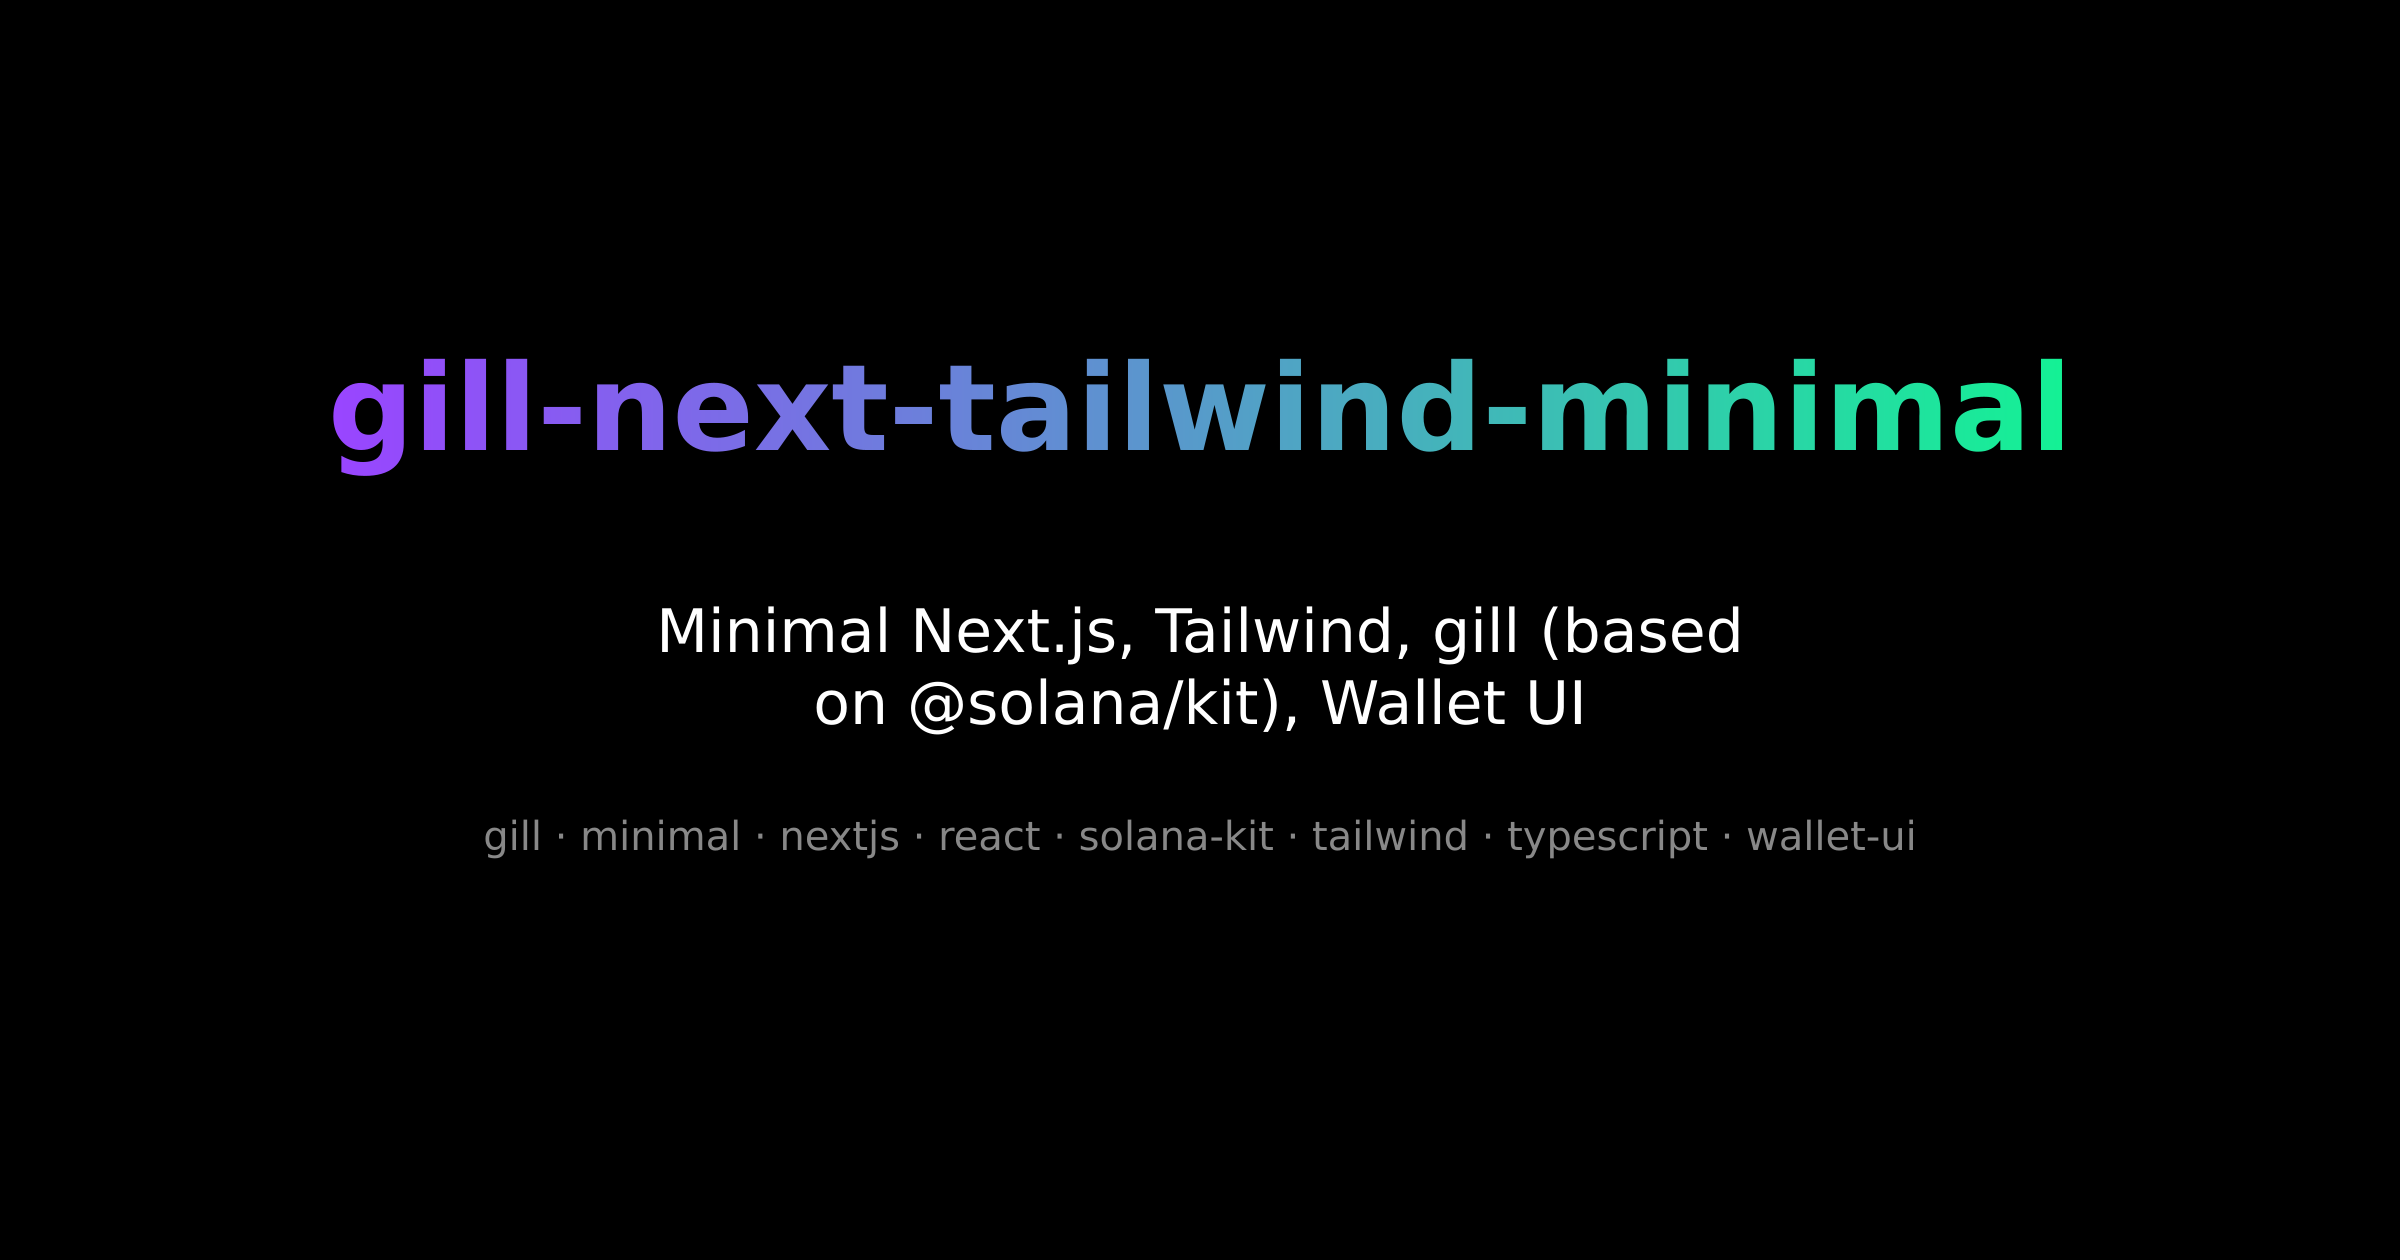 gill-next-tailwind-minimal
Minimal Next.js, Tailwind, gill (based
on @solana/kit), Wallet UI
gill · minimal · nextjs · react · solana-kit · tailwind · typescript · wallet-ui